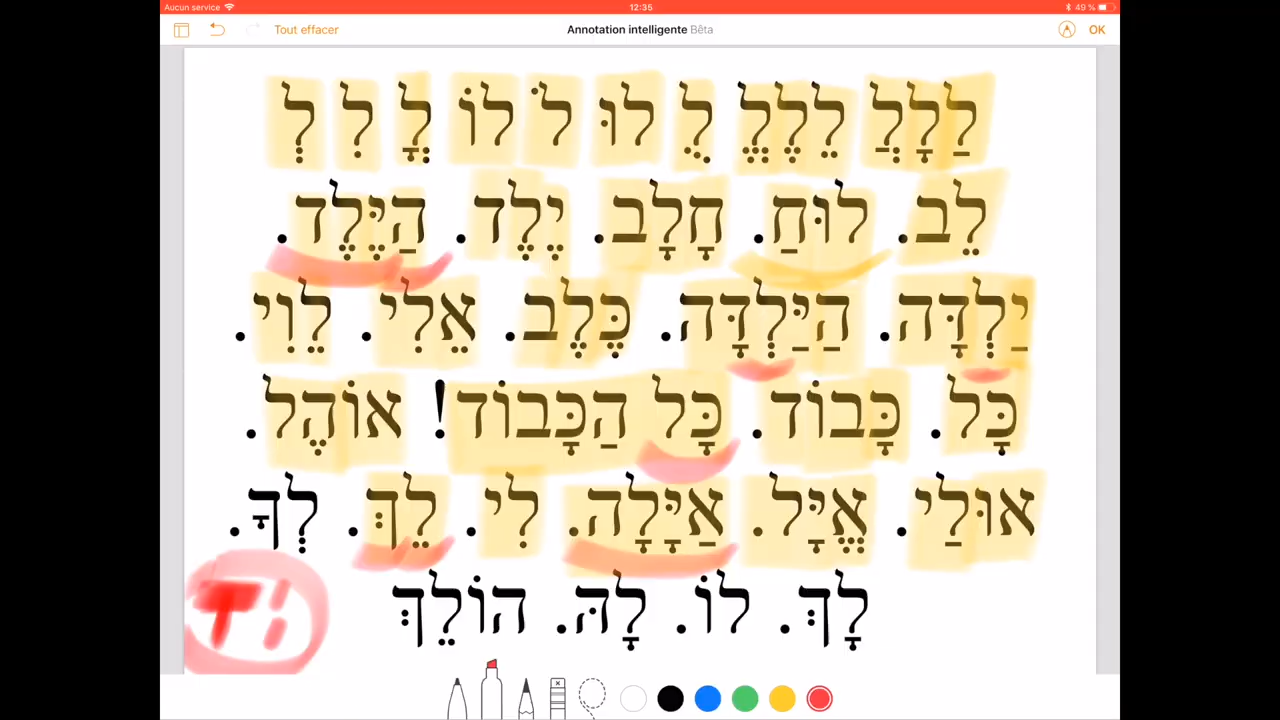 Aucun service 12:35 49 %
Tout effacer Annotation intelligente Bêta OK
לַלָלֲ לֵלֶלֱ לֻ לוּ לֹ לוֹ לֳ לִ לְ
לֵב. לוּחַ. חָלָב. יֶלֶד. הַיֶּלֶד.
יַלְדָּה. הַיַּלְדָּה. כֶּלֶב. אֵלִי. לֵוִי.
כָּל. כָּבוֹד. כָּל הַכָּבוֹד! אוֹהֶל.
אוּלַי. אֱיָּל. אַיָּלָה. לִי. לֵךְ. לְךָ.
לָךְ. לוֹ. לָהּ. הוֹלֵךְ
T!